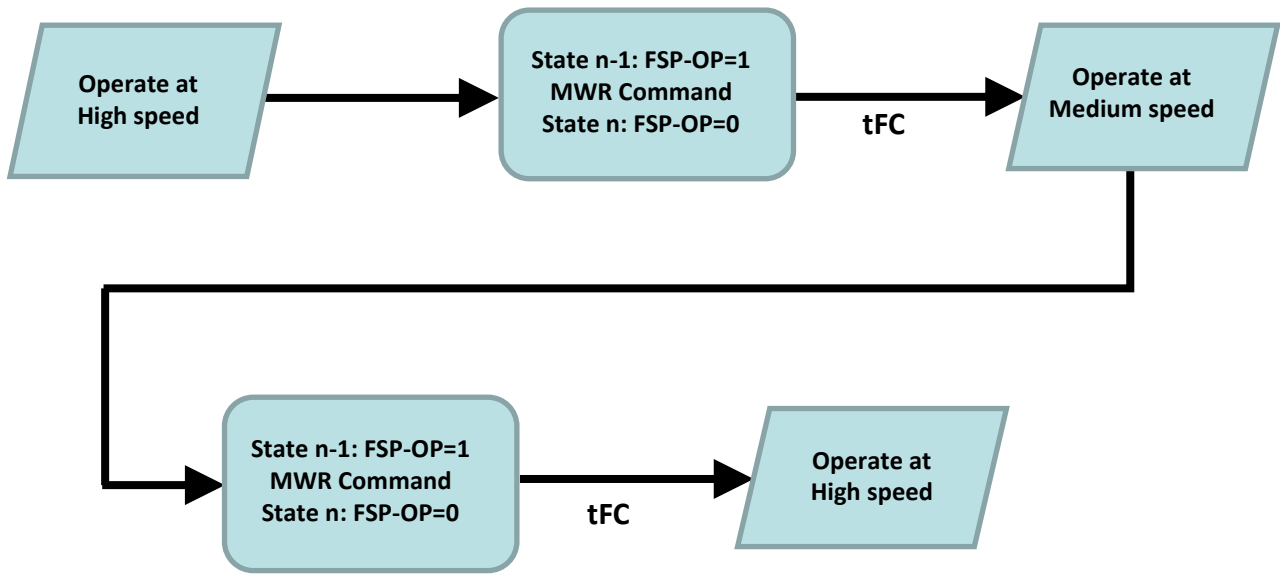 Operate at
High speed
State n-1: FSP-OP=1
MWR Command
State n: FSP-OP=0
tFC
Operate at
Medium speed
State n-1: FSP-OP=1
MWR Command
State n: FSP-OP=0
tFC
Operate at
High speed